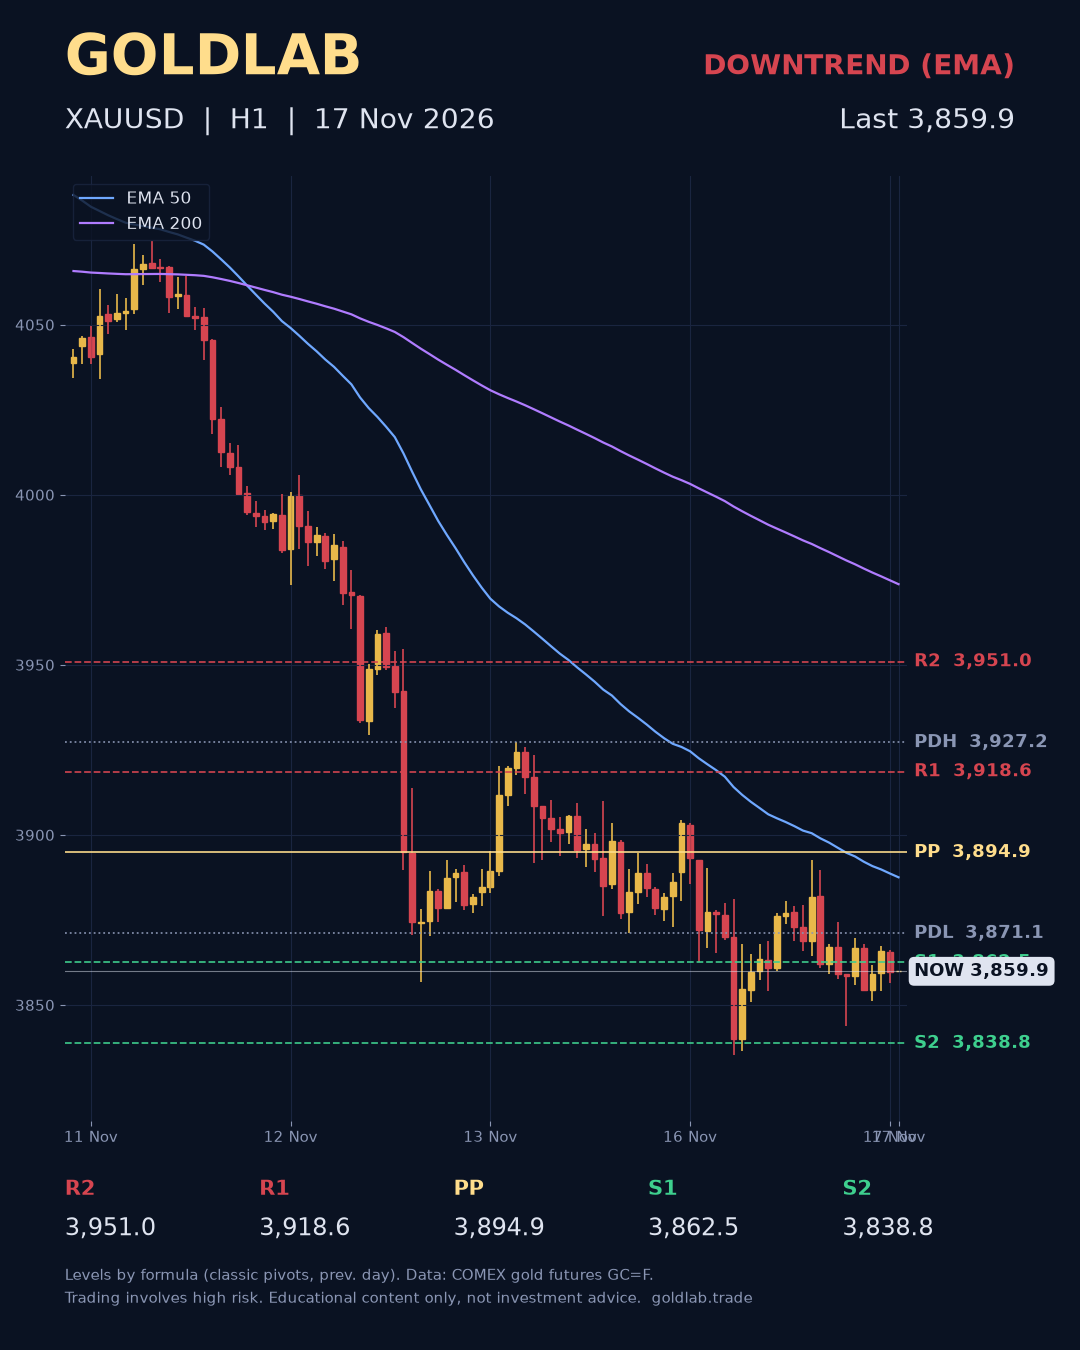 GOLDLAB
DOWNTREND (EMA)
XAUUSD | H1 | 17 Nov 2026
Last 3,859.9
EMA 50
EMA 200
4050
4000
3950
3900
3850
R2 3,951.0
PDH 3,927.2
R1 3,918.6
PP 3,894.9
PDL 3,871.1
NOW 3,859.9
S2 3,838.8
11 Nov
12 Nov
13 Nov
16 Nov
17 Nov
R2
R1
PP
S1
S2
3,951.0
3,918.6
3,894.9
3,862.5
3,838.8
Levels by formula (classic pivots, prev. day). Data: COMEX gold futures GC=F.
Trading involves high risk. Educational content only, not investment advice. goldlab.trade